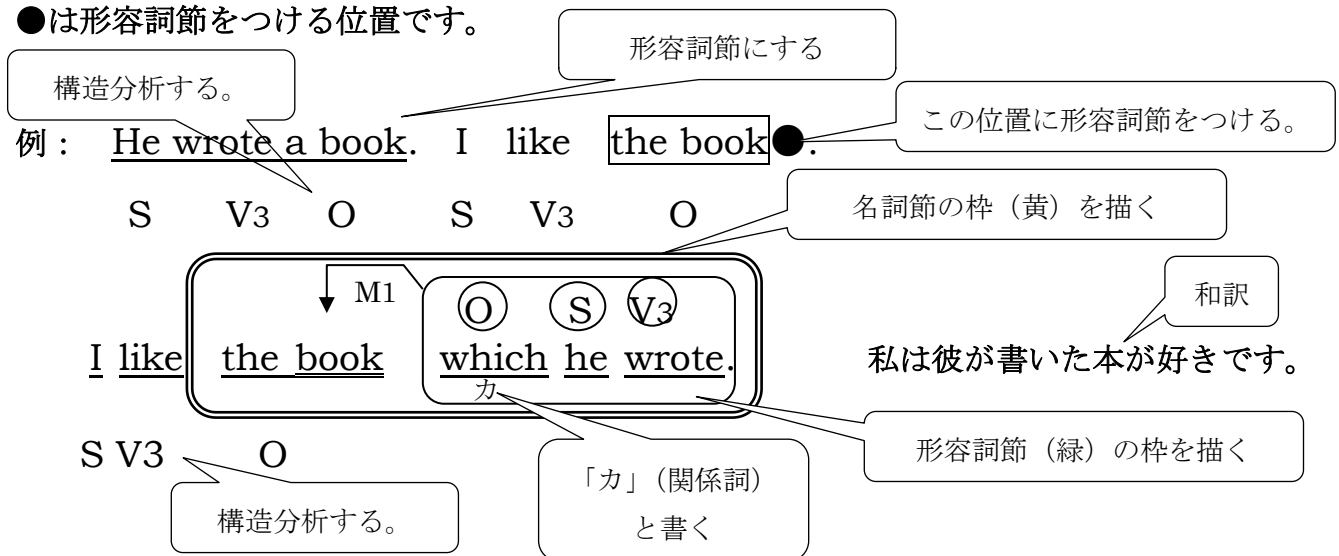 ●は形容詞節をつける位置です。
形容詞節にする
構造分析する。
この位置に形容詞節をつける。
例： He wrote a book. I like the book●.
S V3 O S V3 O
名詞節の枠（黄）を描く
M1 O S V3
和訳
I like the book which he wrote. 私は彼が書いた本が好きです。
カ
形容詞節（緑）の枠を描く
S V3 O
「カ」（関係詞）
と書く
構造分析する。